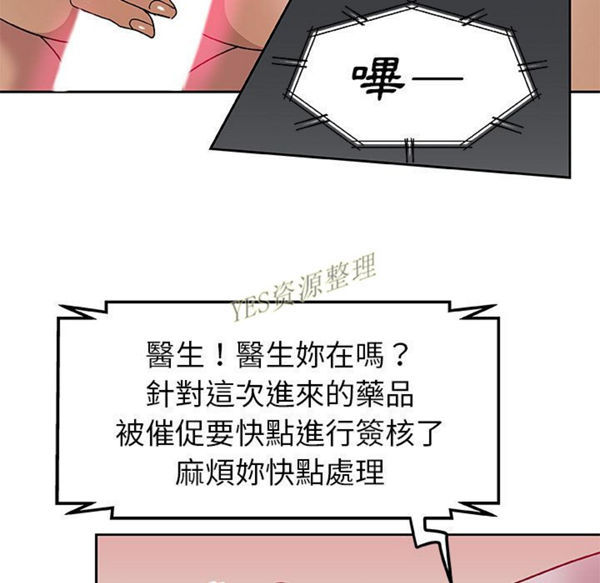 嗶—
YES资源整理
醫生！醫生妳在嗎？
針對這次進來的藥品
被催促要快點進行簽核了
麻煩妳快點處理